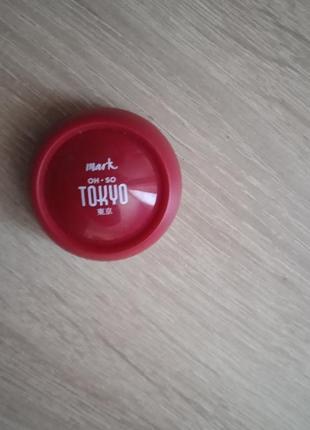 mark
OH • SO
TOKYO
東京